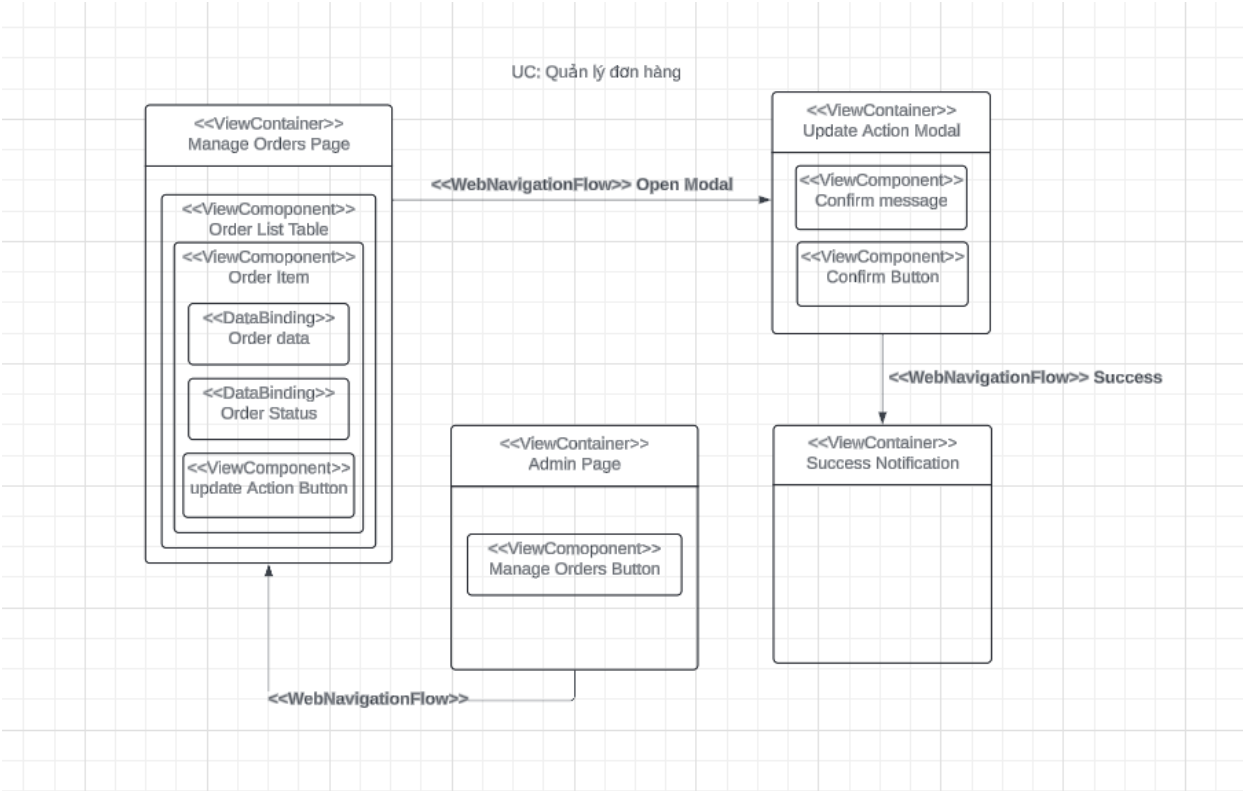 UC: Quản lý đơn hàng
<<ViewContainer>>
Manage Orders Page
<<ViewComoponent>>
Order List Table
<<ViewComoponent>>
Order Item
<<DataBinding>>
Order data
<<DataBinding>>
Order Status
<<ViewComponent>>
update Action Button
<<WebNavigationFlow>> Open Modal
<<ViewContainer>>
Update Action Modal
<<ViewComponent>>
Confirm message
<<ViewComponent>>
Confirm Button
<<WebNavigationFlow>> Success
<<ViewContainer>>
Admin Page
<<ViewComoponent>>
Manage Orders Button
<<ViewContainer>>
Success Notification
<<WebNavigationFlow>>